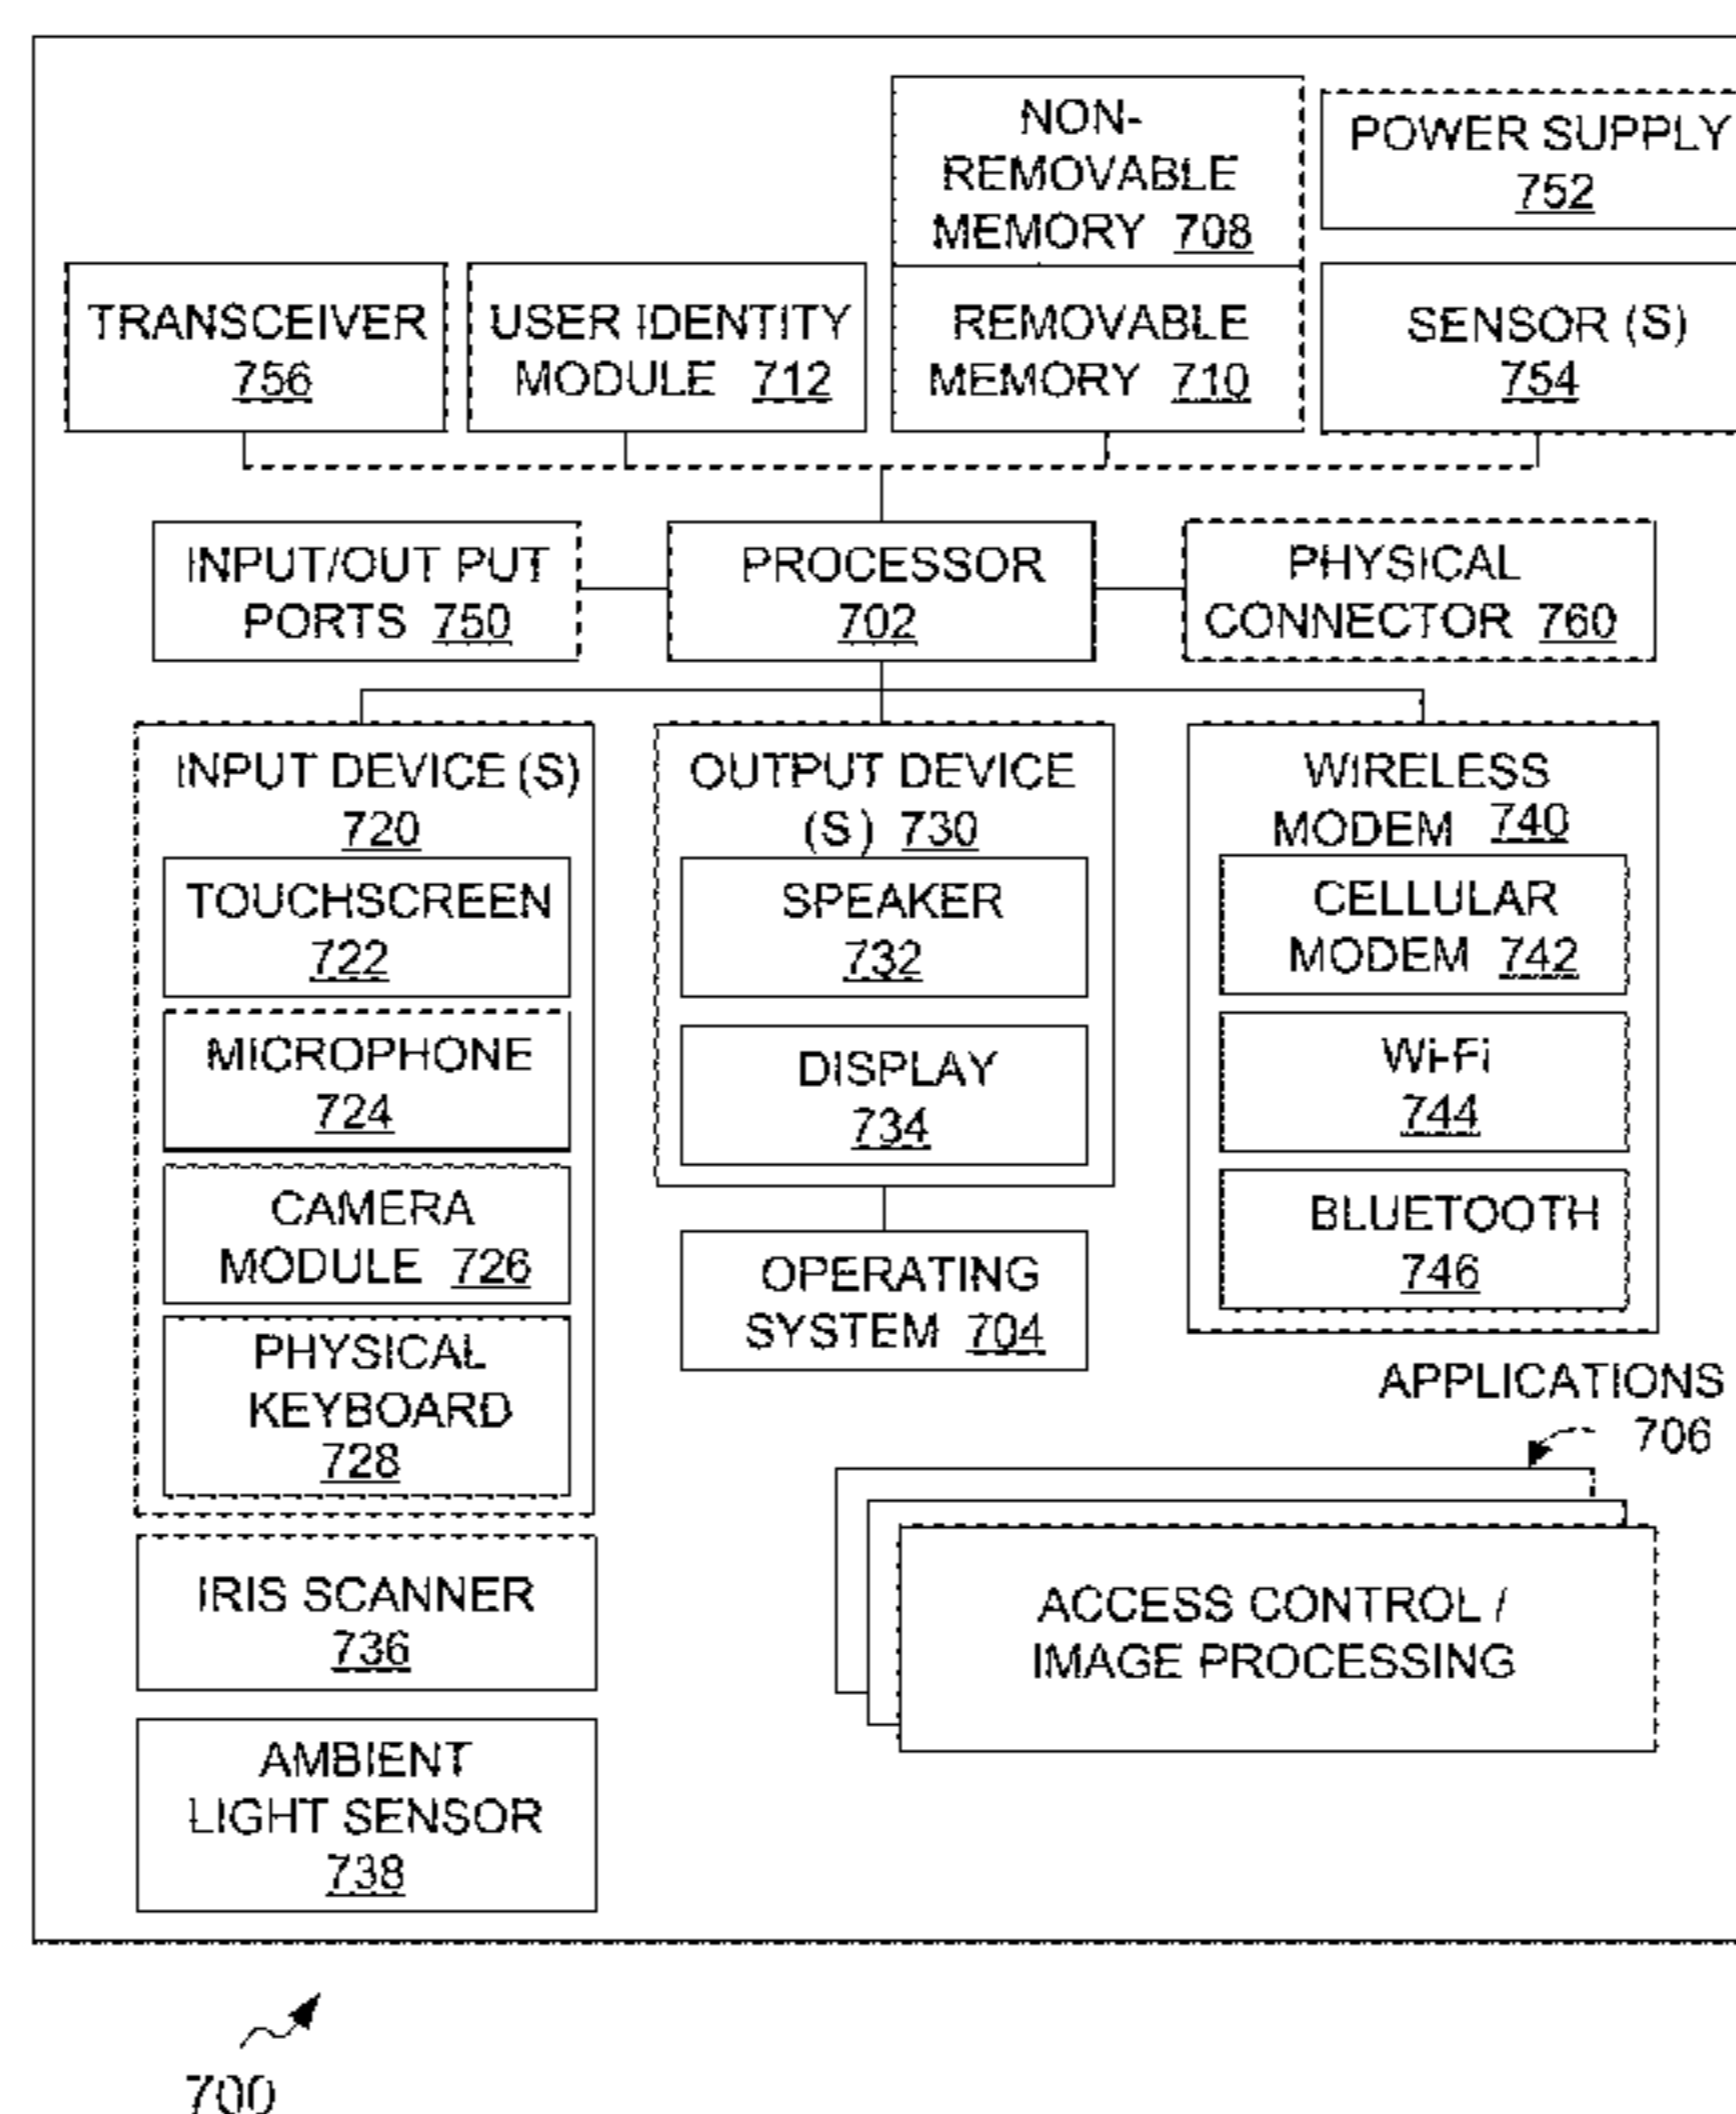 NON-
REMOVABLE
MEMORY 708
POWER SUPPLY
752
TRANSCEIVER
756
USER IDENTITY
MODULE 712
REMOVABLE
MEMORY 710
SENSOR (S)
754
INPUT/OUT PUT
PORTS 750
PROCESSOR
702
PHYSICAL
CONNECTOR 760
INPUT DEVICE (S)
720
TOUCHSCREEN
722
MICROPHONE
724
CAMERA
MODULE 726
PHYSICAL
KEYBOARD
728
OUTPUT DEVICE
(S) 730
SPEAKER
732
DISPLAY
734
OPERATING
SYSTEM 704
WIRELESS
MODEM 740
CELLULAR
MODEM 742
Wi-Fi
744
BLUETOOTH
746
APPLICATIONS
706
ACCESS CONTROL /
IMAGE PROCESSING
IRIS SCANNER
736
AMBIENT
LIGHT SENSOR
738
700